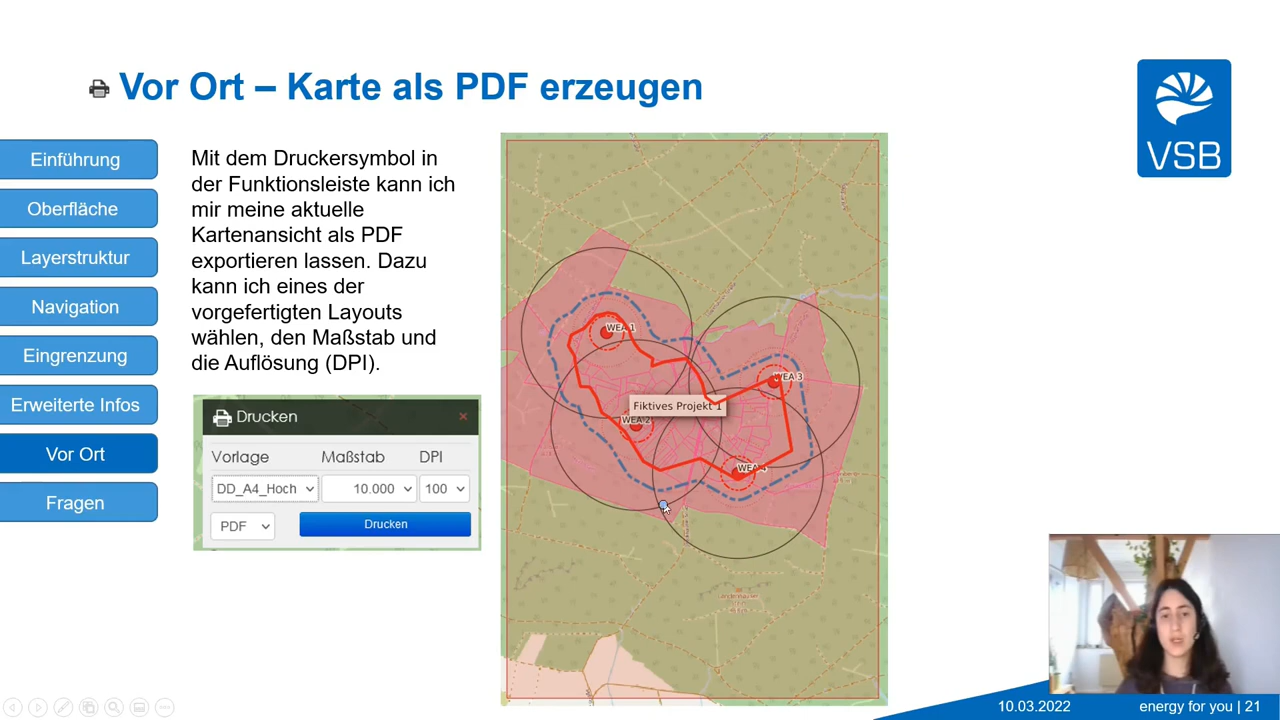 Vor Ort – Karte als PDF erzeugen
VSB
Einführung
Oberfläche
Layerstruktur
Navigation
Eingrenzung
Erweiterte Infos
Vor Ort
Fragen
Mit dem Druckersymbol in
der Funktionsleiste kann ich
mir meine aktuelle
Kartenansicht als PDF
exportieren lassen. Dazu
kann ich eines der
vorgefertigten Layouts
wählen, den Maßstab und
die Auflösung (DPI).
Drucken
Vorlage Maßstab DPI
DD_A4_Hoch 10.000 100
PDF Drucken
WEA 1
WEA 3
Fiktives Projekt 1
WEA 2
WEA 4
10.03.2022 energy for you | 21